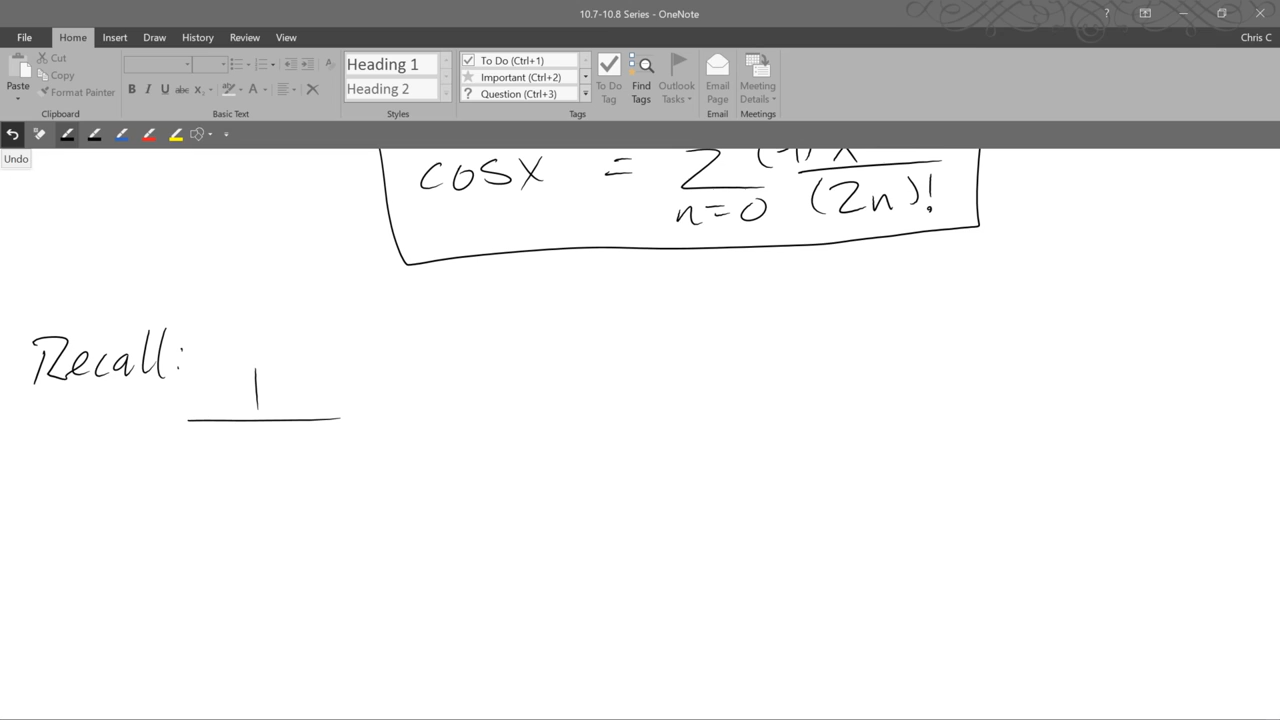 10.7-10.8 Series - OneNote
File Home Insert Draw History Review View Chris C
Paste Cut Copy Format Painter
Heading 1
Heading 2
To Do (Ctrl+1)
Important (Ctrl+2)
Question (Ctrl+3)
To Do Tag
Find Tags
Outlook Tasks
Email Page
Meeting Details
Clipboard Basic Text Styles Tags Email Meetings
Undo
cosx = Σ (-1) x / (2n)!
n=0
Recall:
1